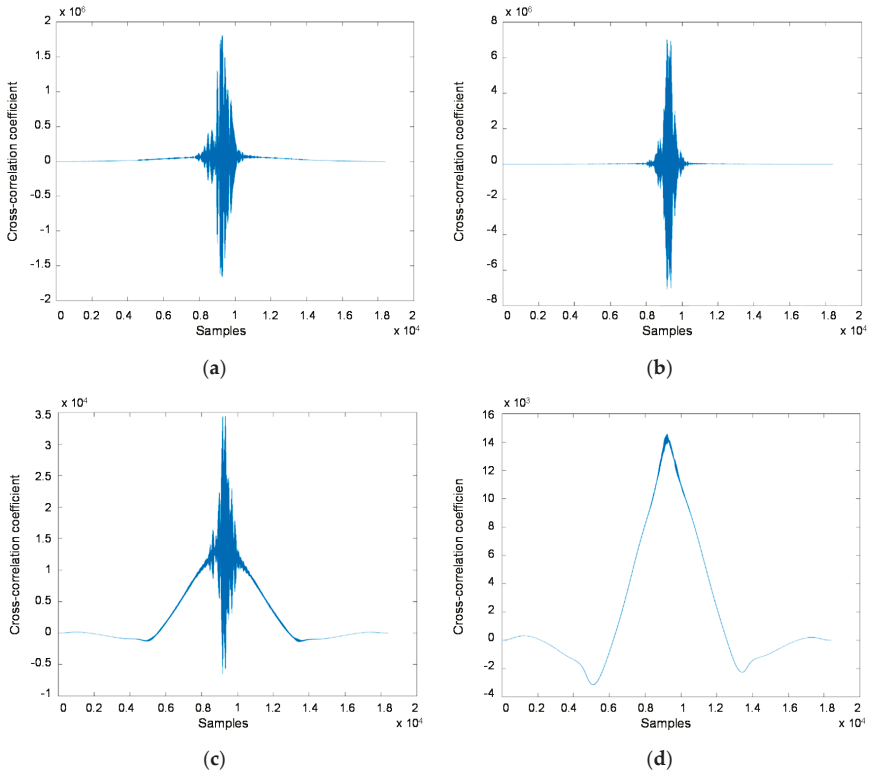 x 10⁶
2
1.5
1
0.5
0
-0.5
-1
-1.5
-2
Cross-correlation coefficient
0 0.2 0.4 0.6 0.8 1 1.2 1.4 1.6 1.8 2
Samples
x 10⁴
(a)
x 10⁶
8
6
4
2
0
-2
-4
-6
-8
Cross-correlation coefficient
0 0.2 0.4 0.6 0.8 1 1.2 1.4 1.6 1.8 2
Samples
x 10⁴
(b)
x 10⁴
3.5
3
2.5
2
1.5
1
0.5
0
-0.5
-1
Cross-correlation coefficient
0 0.2 0.4 0.6 0.8 1 1.2 1.4 1.6 1.8 2
Samples
x 10⁴
(c)
x 10³
16
14
12
10
8
6
4
2
0
-2
-4
Cross-correlation coefficien
0 0.2 0.4 0.6 0.8 1 1.2 1.4 1.6 1.8 2
Samples
x 10⁴
(d)